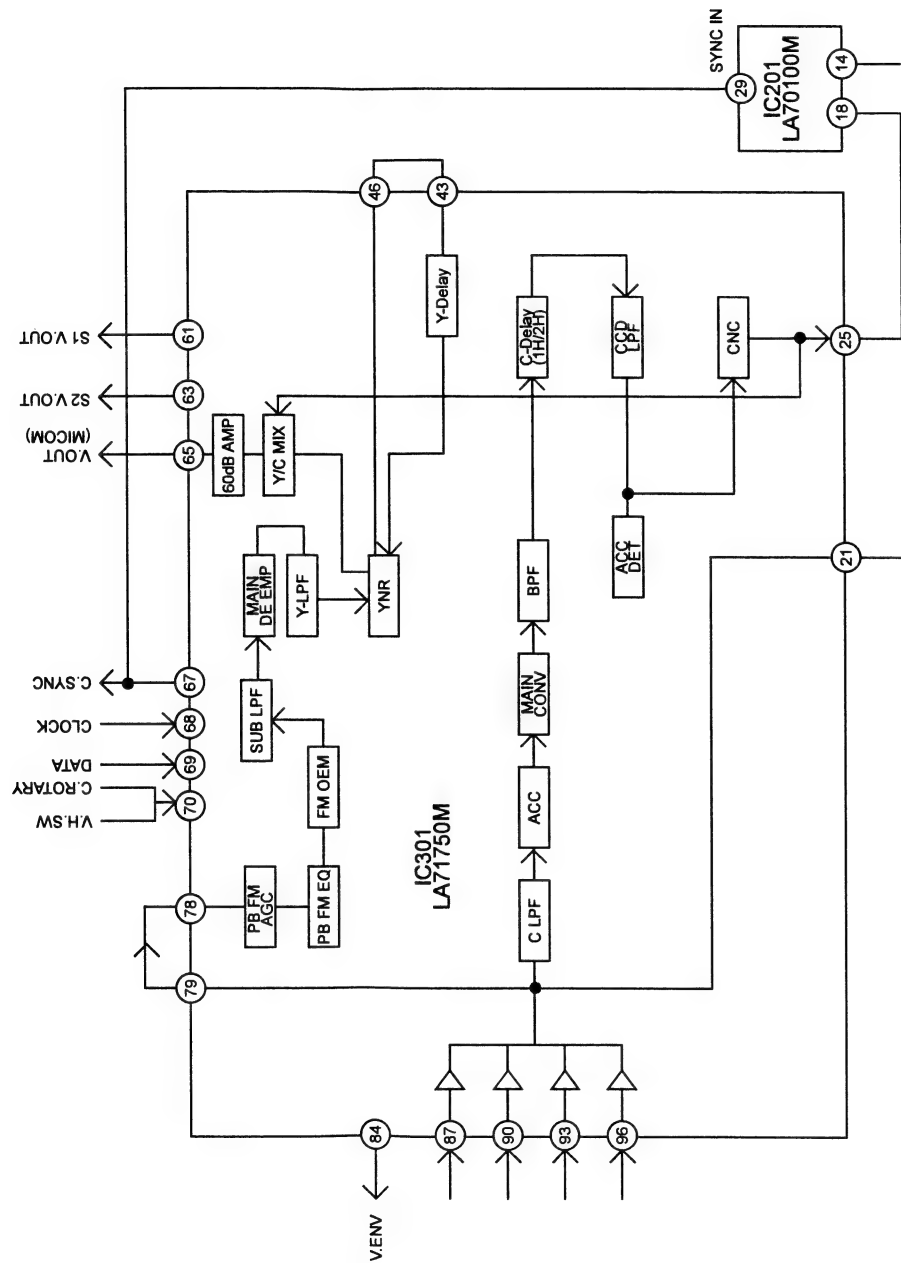 S1 V.OUT
S2 V.OUT
V.OUT
(MICOM)
C.SYNC
CLOCK
DATA
C.ROTARY
V.H.SW
61
63
65
67
68
69
70
78
79
60dB AMP
Y/C MIX
MAIN
DE EMP
Y-LPF
YNR
SUB LPF
FM OEM
PB FM
AGC
PB FM EQ
46
43
Y-Delay
SYNC IN
29
IC201
LA70100M
18
14
IC301
LA71750M
C-Delay
(1H/2H)
CCD
LPF
CNC
ACC
DET
BPF
MAIN
CONV
ACC
C LPF
25
21
V.ENV
84
87
90
93
96